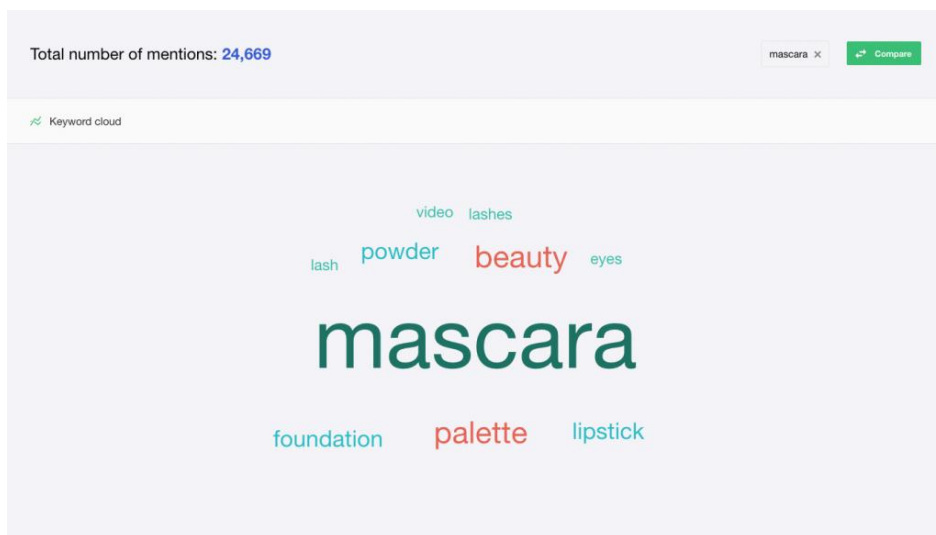 Total number of mentions: 24,669
mascara ×
Compare
Keyword cloud
video lashes
lash powder beauty eyes
mascara
foundation palette lipstick